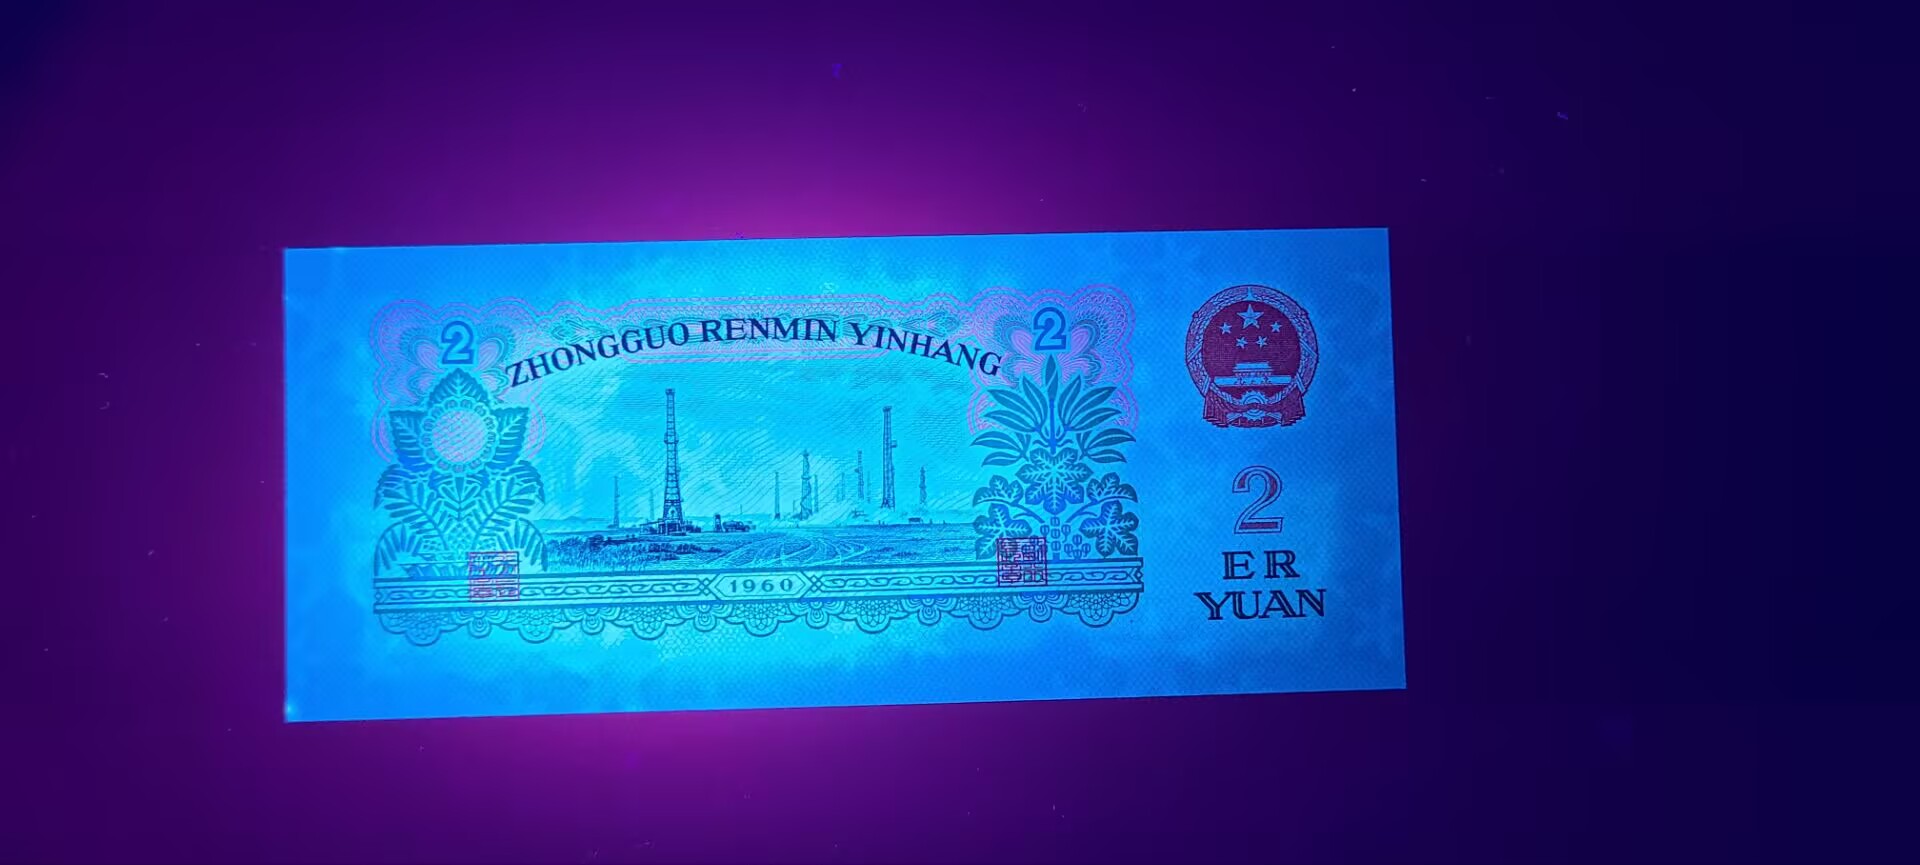 2
ZHONGGUO RENMIN YINHANG
2
1960
2
ER
YUAN